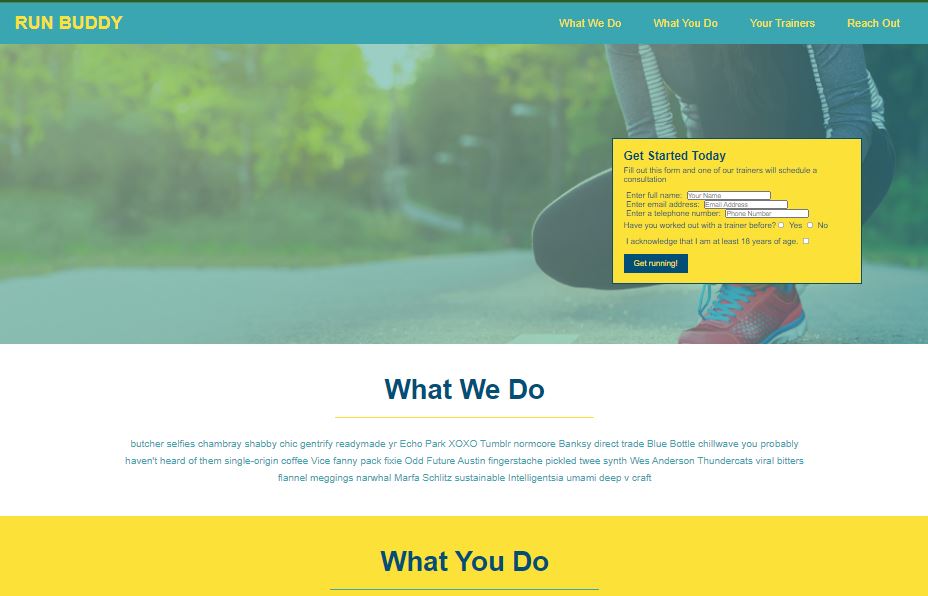 RUN BUDDY
What We Do
What You Do
Your Trainers
Reach Out
Get Started Today
Fill out this form and one of our trainers will schedule a
consultation
Enter full name: Your Name
Enter email address: Email Address
Enter a telephone number: Phone Number
Have you worked out with a trainer before? Yes No
I acknowledge that I am at least 18 years of age.
Get running!
What We Do
butcher selfies chambray shabby chic gentrify readymade yr Echo Park XOXO Tumblr normcore Banksy direct trade Blue Bottle chillwave you probably
haven't heard of them single-origin coffee Vice fanny pack fixie Odd Future Austin fingerstache pickled twee synth Wes Anderson Thundercats viral bitters
flannel meggings narwhal Marfa Schlitz sustainable Intelligentsia umami deep v craft
What You Do